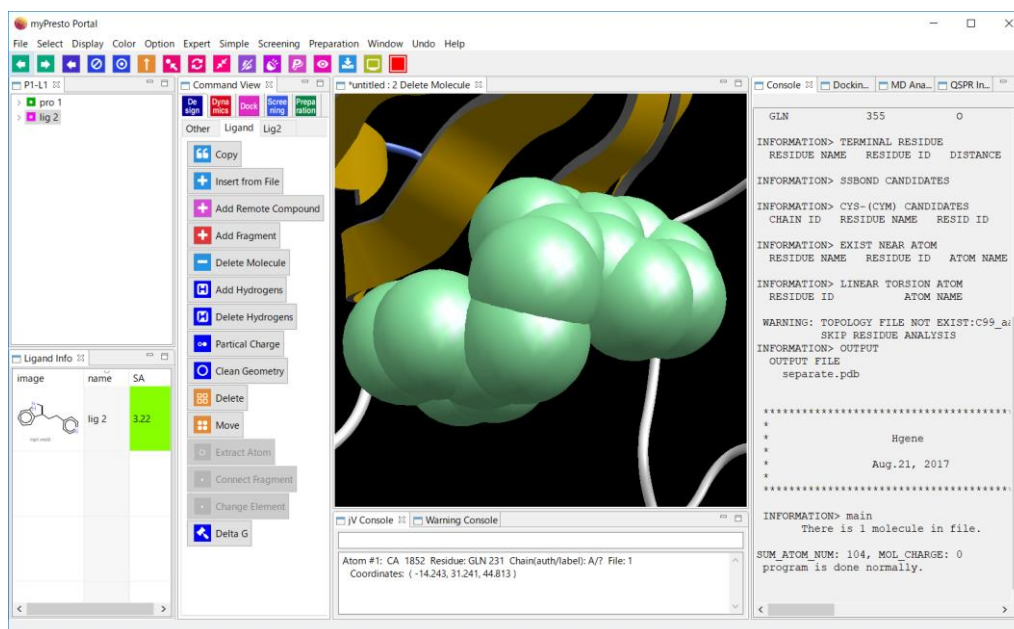 myPresto Portal
File Select Display Color Option Expert Simple Screening Preparation Window Undo Help
P1-L1
pro 1
lig 2
Ligand Info
image name SA
lig 2 3.22
Command View
De sign
Dyna mics
Dock
Scree ning
Prepa ration
Other Ligand Lig2
Copy
Insert from File
Add Remote Compound
Add Fragment
Delete Molecule
Add Hydrogens
Delete Hydrogens
Partical Charge
Clean Geometry
Delete
Move
Extract Atom
Connect Fragment
Change Element
Delta G
*untitled : 2 Delete Molecule
jV Console Warning Console
Atom #1: CA 1852 Residue: GLN 231 Chain(auth/label): A/? File: 1
Coordinates: ( -14.243, 31.241, 44.813 )
Console Dockin... MD Ana... QSPR In...
GLN 355 O
INFORMATION> TERMINAL RESIDUE
RESIDUE NAME RESIDUE ID DISTANCE
INFORMATION> SSBOND CANDIDATES
INFORMATION> CYS-(CYM) CANDIDATES
CHAIN ID RESIDUE NAME RESID ID
INFORMATION> EXIST NEAR ATOM
RESIDUE NAME RESIDUE ID ATOM NAME
INFORMATION> LINEAR TORSION ATOM
RESIDUE ID ATOM NAME
WARNING: TOPOLOGY FILE NOT EXIST:C99_a
SKIP RESIDUE ANALYSIS
INFORMATION> OUTPUT
OUTPUT FILE
separate.pdb
****************************************
*
* Hgene
*
* Aug.21, 2017
*
****************************************
INFORMATION> main
There is 1 molecule in file.
SUM_ATOM_NUM: 104, MOL_CHARGE: 0
program is done normally.